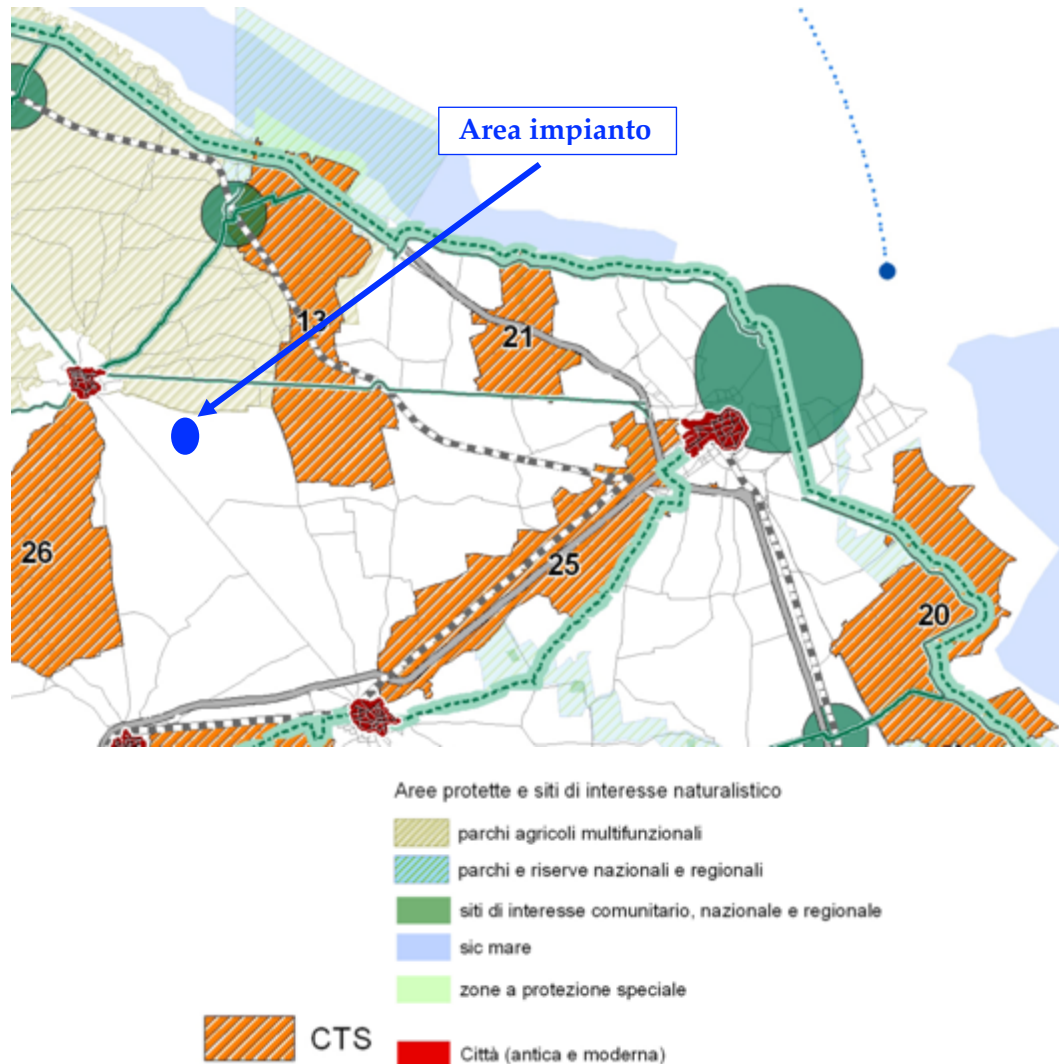 Area impianto
13
21
26
25
20
Aree protette e siti di interesse naturalistico
parchi agricoli multifunzionali
parchi e riserve nazionali e regionali
siti di interesse comunitario, nazionale e regionale
sic mare
zone a protezione speciale
CTS
Città (antica e moderna)